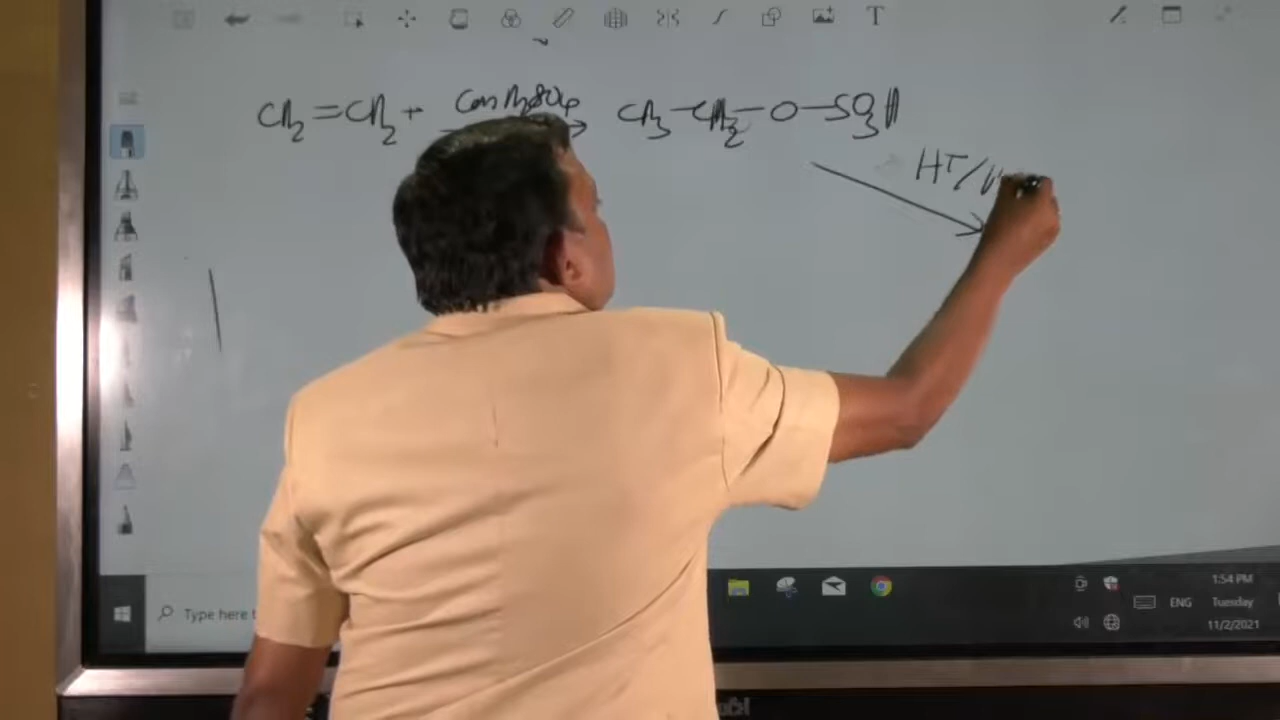 T
CH₂=CH₂ + Con H₂SO₄ → CH₃-CH₂-O-SO₃H
H⁺/H
Type here t
1:54 PM
ENG Tuesday
11/2/2021